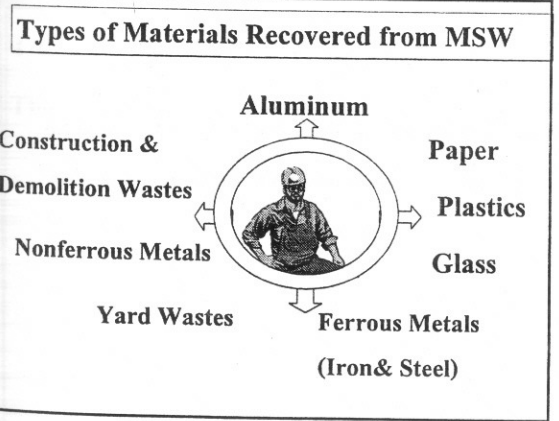 Types of Materials Recovered from MSW
Aluminum
Construction &
Demolition Wastes
Nonferrous Metals
Yard Wastes
Paper
Plastics
Glass
Ferrous Metals
(Iron& Steel)